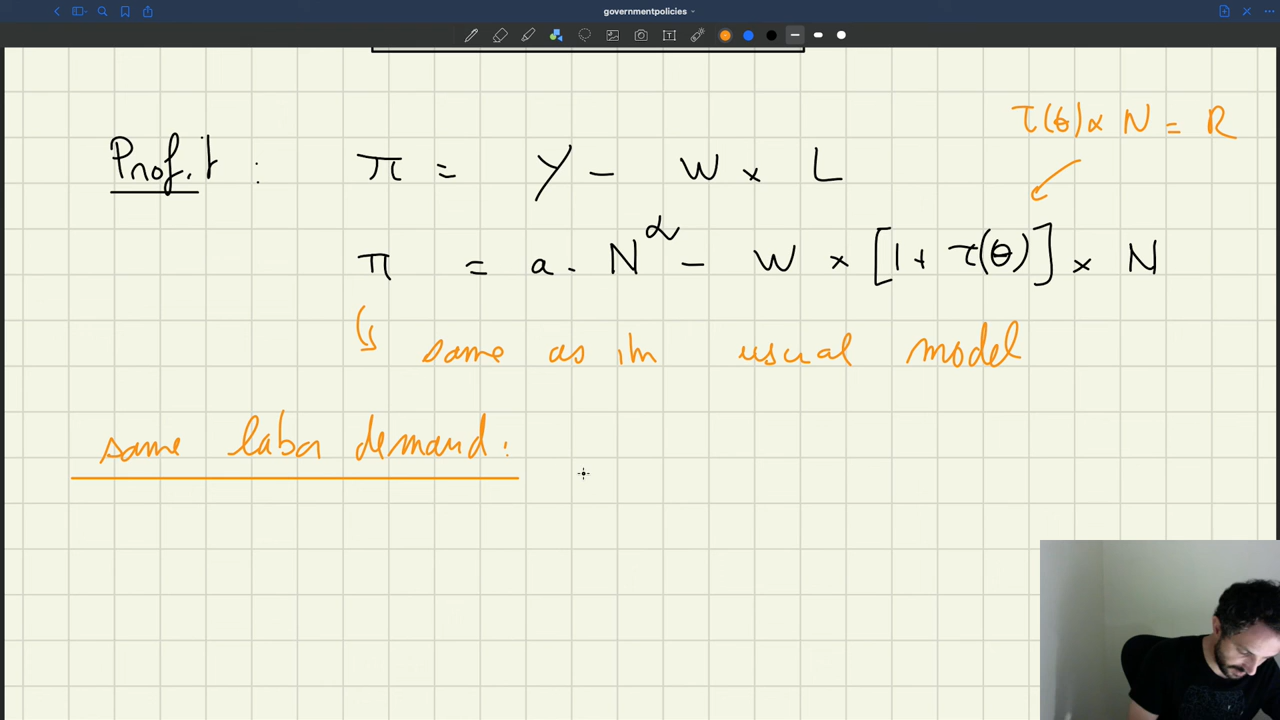 governmentpolicies
τ(θ) × N = R
Profit : π = Y - W × L
π = a . N^α - W × [1 + τ(θ)] × N
↳ same as in usual model
same labor demand :